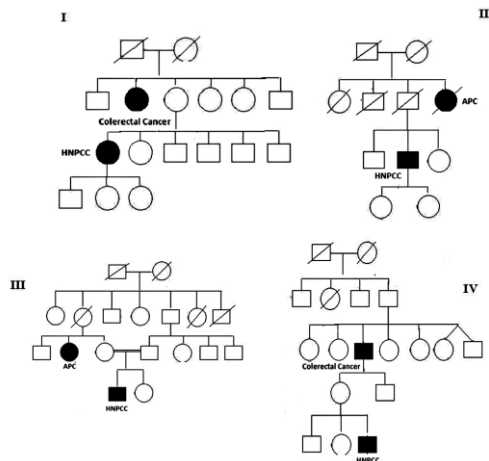 I
II
Colerectal Cancer
APC
HNPCC
HNPCC
III
IV
APC
Colerectal Cancer
HNPCC
HNPCC